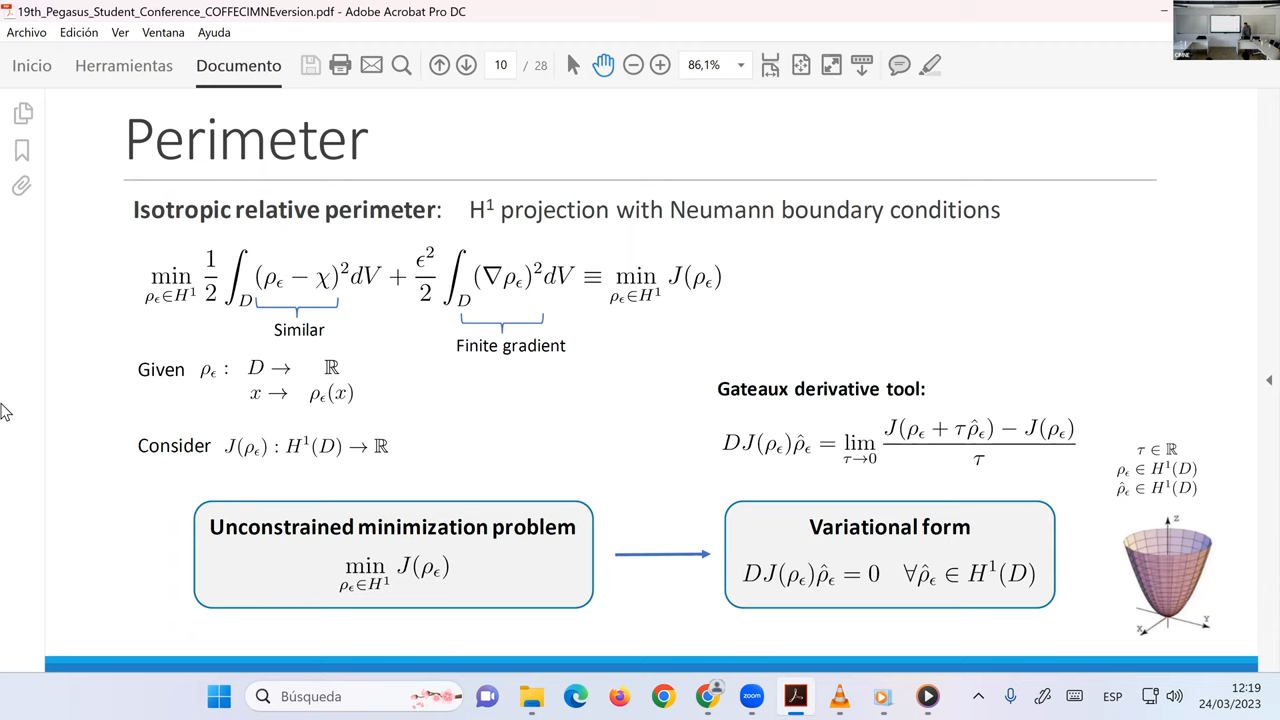 19th_Pegasus_Student_Conference_COFFECIMNEversion.pdf - Adobe Acrobat Pro DC
Archivo Edición Ver Ventana Ayuda
Inicio Herramientas Documento 10 / 28 86,1%
Perimeter
Isotropic relative perimeter: H¹ projection with Neumann boundary conditions
min_{ρ_ϵ∈H¹} 1/2 ∫_D (ρ_ϵ − χ)² dV + ϵ²/2 ∫_D (∇ρ_ϵ)² dV ≡ min_{ρ_ϵ∈H¹} J(ρ_ϵ)
Similar
Finite gradient
Given ρ_ϵ : D → ℝ
x → ρ_ϵ(x)
Consider J(ρ_ϵ) : H¹(D) → ℝ
Gateaux derivative tool:
DJ(ρ_ϵ)ρ̂_ϵ = lim_{τ→0} (J(ρ_ϵ + τρ̂_ϵ) − J(ρ_ϵ)) / τ
τ ∈ ℝ
ρ_ϵ ∈ H¹(D)
ρ̂_ϵ ∈ H¹(D)
Unconstrained minimization problem
min_{ρ_ϵ∈H¹} J(ρ_ϵ)
Variational form
DJ(ρ_ϵ)ρ̂_ϵ = 0 ∀ρ̂_ϵ ∈ H¹(D)
Z
Y
X
Búsqueda
zoom
ESP
12:19
24/03/2023